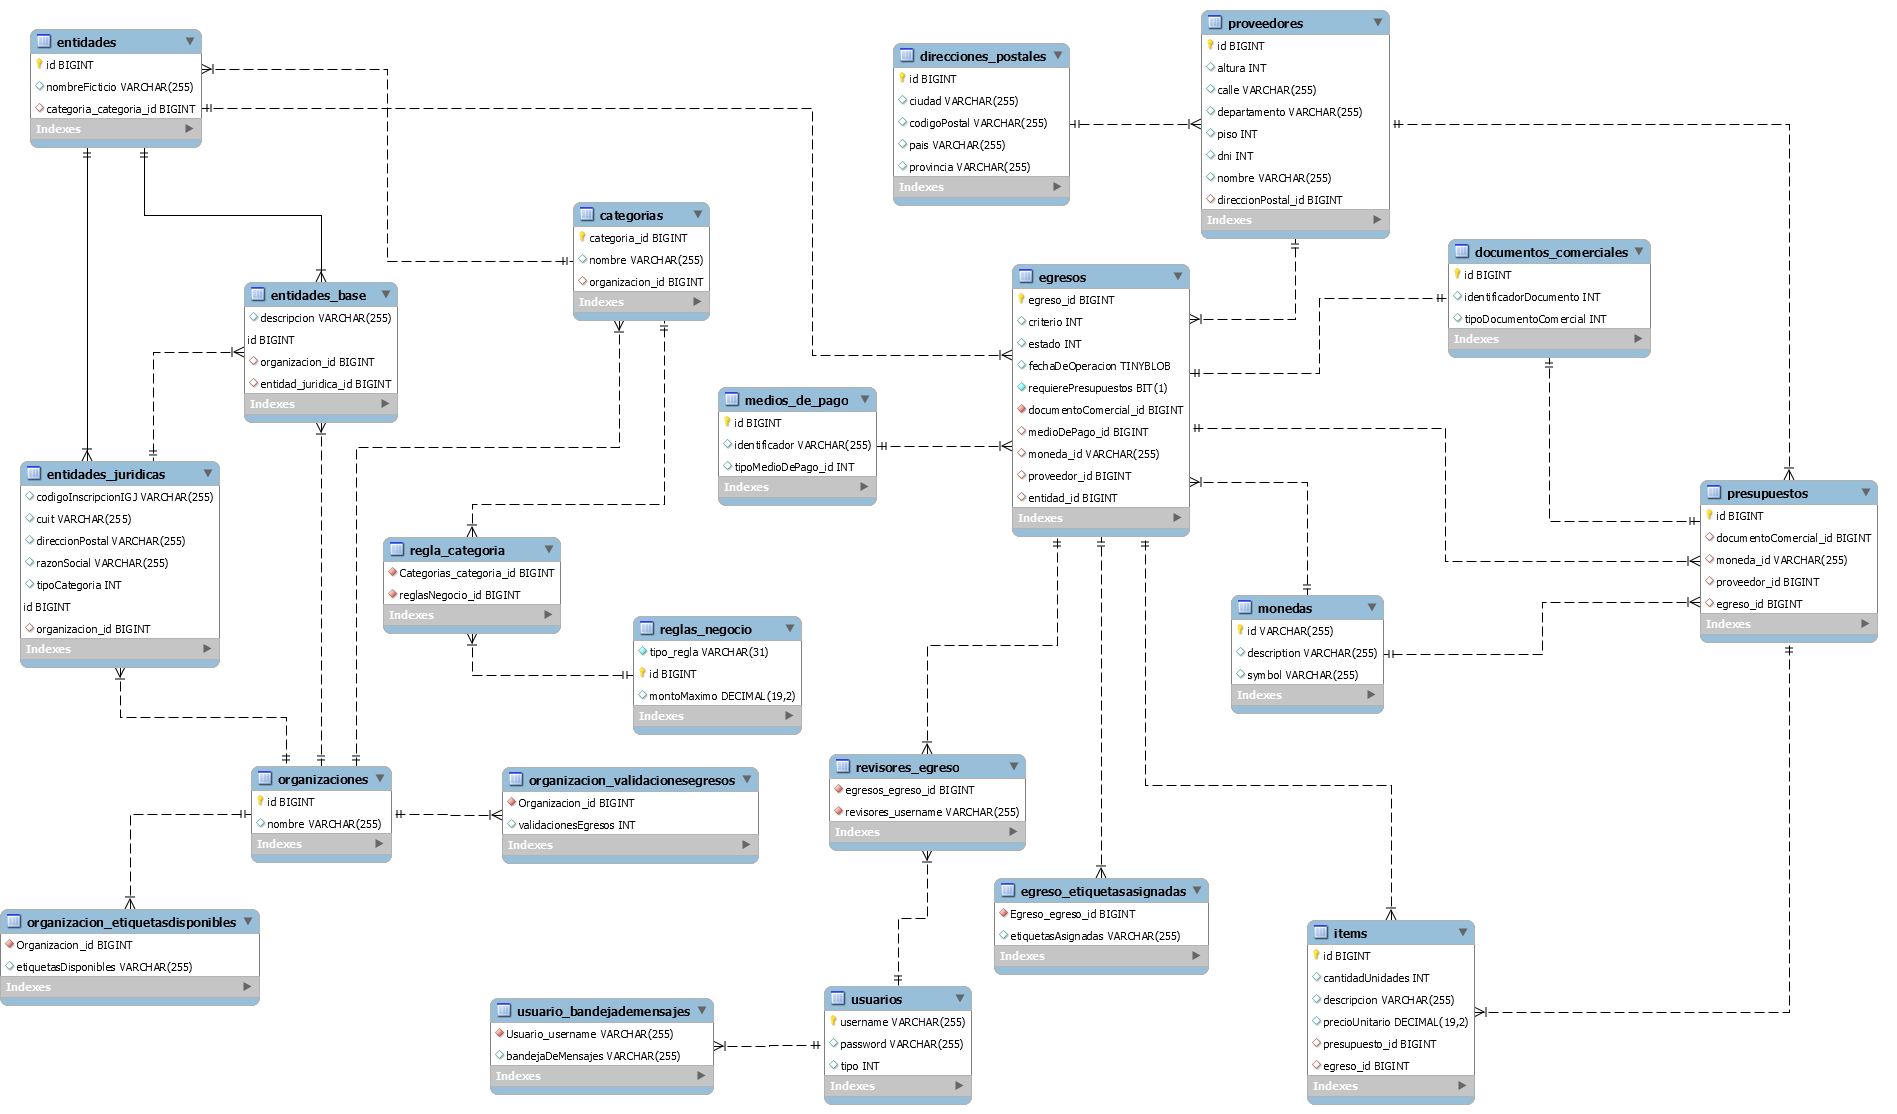 entidades
id BIGINT
nombreFicticio VARCHAR(255)
categoria_categoria_id BIGINT
Indexes
direcciones_postales
id BIGINT
ciudad VARCHAR(255)
codigoPostal VARCHAR(255)
pais VARCHAR(255)
provincia VARCHAR(255)
Indexes
proveedores
id BIGINT
altura INT
calle VARCHAR(255)
departamento VARCHAR(255)
piso INT
dni INT
nombre VARCHAR(255)
direccionPostal_id BIGINT
Indexes
categorias
categoria_id BIGINT
nombre VARCHAR(255)
organizacion_id BIGINT
Indexes
documentos_comerciales
id BIGINT
identificadorDocumento INT
tipoDocumentoComercial INT
Indexes
entidades_base
descripcion VARCHAR(255)
id BIGINT
organizacion_id BIGINT
entidad_juridica_id BIGINT
Indexes
egresos
egreso_id BIGINT
criterio INT
estado INT
fechaDeOperacion TINYBLOB
requierePresupuestos BIT(1)
documentoComercial_id BIGINT
medioDePago_id BIGINT
moneda_id VARCHAR(255)
proveedor_id BIGINT
entidad_id BIGINT
Indexes
medios_de_pago
id BIGINT
identificador VARCHAR(255)
tipoMedioDePago_id INT
Indexes
entidades_juridicas
codigoInscripcionIGJ VARCHAR(255)
cuit VARCHAR(255)
direccionPostal VARCHAR(255)
razonSocial VARCHAR(255)
tipoCategoria INT
id BIGINT
organizacion_id BIGINT
Indexes
presupuestos
id BIGINT
documentoComercial_id BIGINT
moneda_id VARCHAR(255)
proveedor_id BIGINT
egreso_id BIGINT
Indexes
regla_categoria
Categorias_categoria_id BIGINT
reglasNegocio_id BIGINT
Indexes
reglas_negocio
tipo_regla VARCHAR(31)
id BIGINT
montoMaximo DECIMAL(19,2)
Indexes
monedas
id VARCHAR(255)
description VARCHAR(255)
symbol VARCHAR(255)
Indexes
organizaciones
id BIGINT
nombre VARCHAR(255)
Indexes
organizacion_validacionesegresos
Organizacion_id BIGINT
validacionesEgresos INT
Indexes
revisores_egreso
egresos_egreso_id BIGINT
revisores_username VARCHAR(255)
Indexes
organizacion_etiquetasdisponibles
Organizacion_id BIGINT
etiquetasDisponibles VARCHAR(255)
Indexes
egreso_etiquetasasignadas
Egreso_egreso_id BIGINT
etiquetasAsignadas VARCHAR(255)
Indexes
items
id BIGINT
cantidadUnidades INT
descripcion VARCHAR(255)
precioUnitario DECIMAL(19,2)
presupuesto_id BIGINT
egreso_id BIGINT
Indexes
usuario_bandejademensajes
Usuario_username VARCHAR(255)
bandejaDeMensajes VARCHAR(255)
Indexes
usuarios
username VARCHAR(255)
password VARCHAR(255)
tipo INT
Indexes